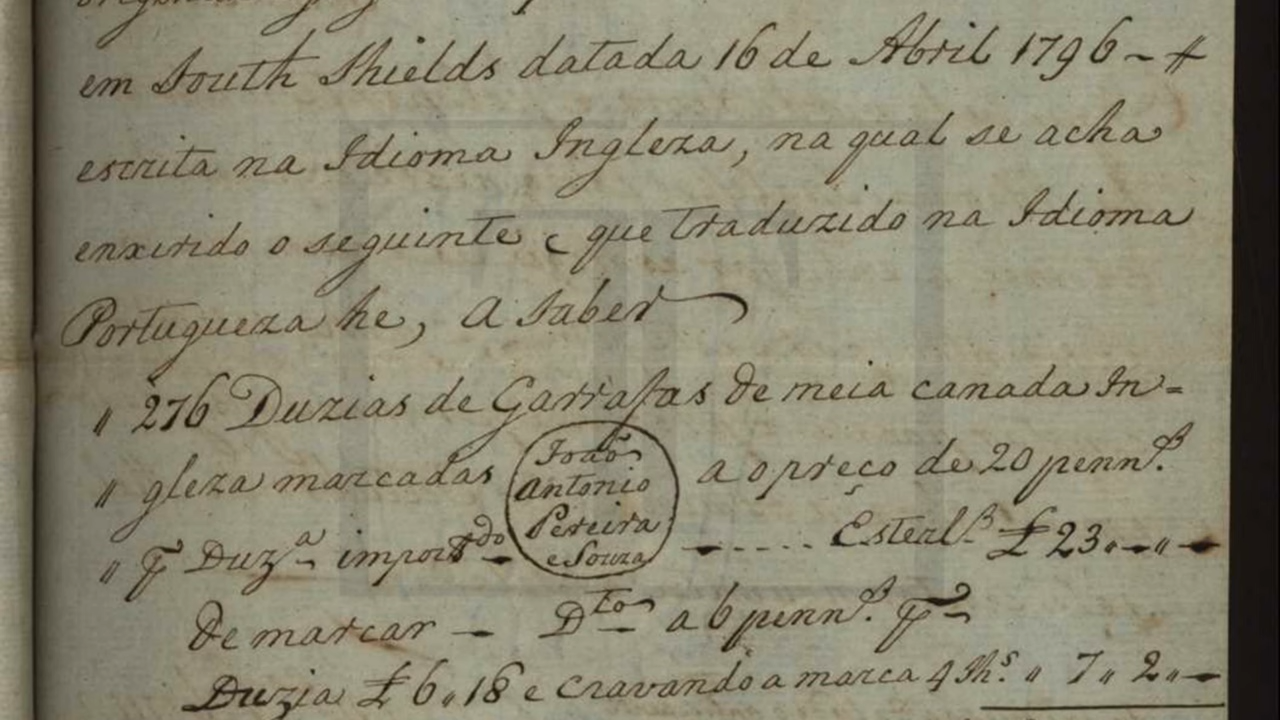 em South Shields datada 16 de Abril 1796 ~ #
escrita na Idioma Ingleza, na qual se acha
enxerido o seguinte e que traduzido na Idioma
Portugueza he, A Saber
" 276 Duzias de Garrafas de meia canada In=
" gleza marcadas João Antonio Pereira e Souza a o preço de 20 penn.s
" p Duz.a import.do - ..... Esterl.s £ 23 " - " -
de marcar - D.to a 6 penn.s p
Duzia £ 6 " 18 e Cravando a marca 4 Sh.s " 7 " 2 " -